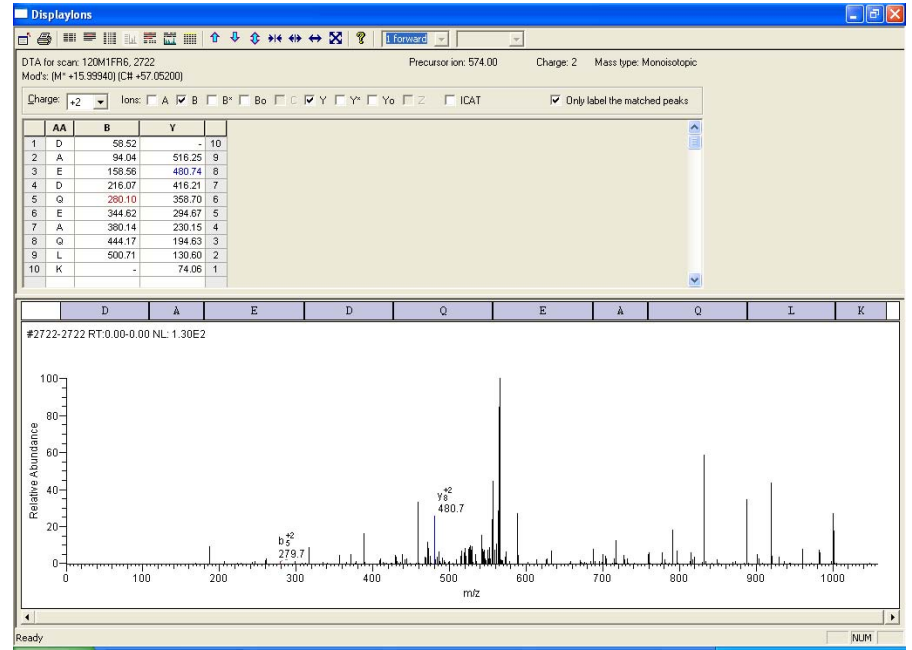 DisplayIons
1 forward
DTA for scan: 120M1FR6, 2722 Precursor ion: 574.00 Charge: 2 Mass type: Monoisotopic
Mod's: (M* +15.99940) (C# +57.05200)
Charge: +2 Ions: A B B* Bo C Y Y* Yo Z ICAT Only label the matched peaks
AA B Y
1 D 58.52 - 10
2 A 94.04 516.25 9
3 E 158.56 480.74 8
4 D 216.07 416.21 7
5 Q 280.10 358.70 6
6 E 344.62 294.67 5
7 A 380.14 230.15 4
8 Q 444.17 194.63 3
9 L 500.71 130.60 2
10 K - 74.06 1
D A E D Q E A Q L K
#2722-2722 RT:0.00-0.00 NL: 1.30E2
100
80
60
40
20
0
Relative Abundance
y8+2
480.7
b5+2
279.7
0 100 200 300 400 500 600 700 800 900 1000
m/z
Ready NUM